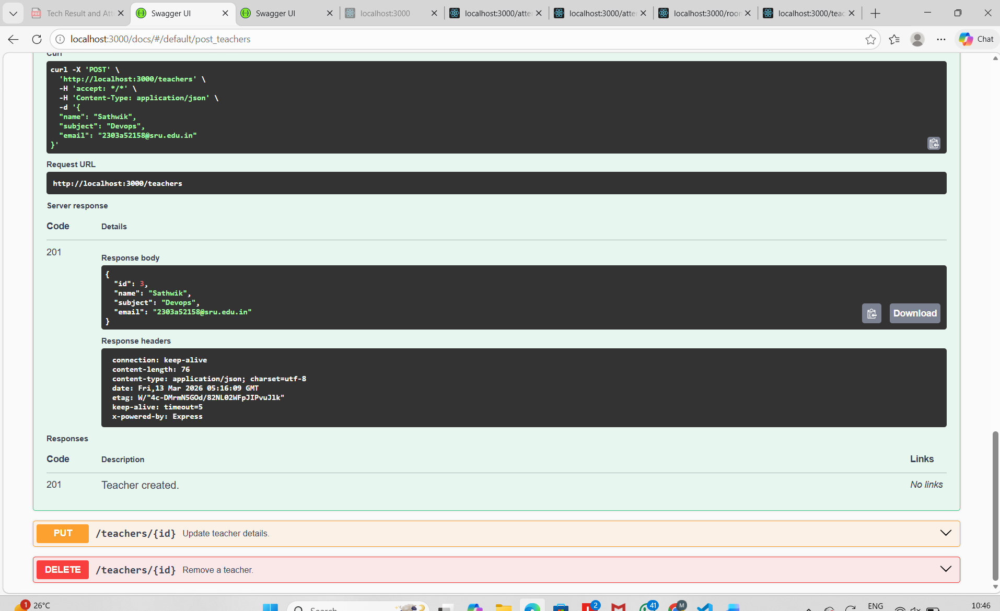 Tech Result and Att
Swagger UI
Swagger UI
localhost:3000
localhost:3000/atte
localhost:3000/atte
localhost:3000/roo
localhost:3000/teac
localhost:3000/docs/#/default/post_teachers
Chat
Curl
curl -X 'POST' \
'http://localhost:3000/teachers' \
-H 'accept: */*' \
-H 'Content-Type: application/json' \
-d '{
"name": "Sathwik",
"subject": "Devops",
"email": "2303a52158@sru.edu.in"
}'
Request URL
http://localhost:3000/teachers
Server response
Code Details
201
Response body
{
"id": 3,
"name": "Sathwik",
"subject": "Devops",
"email": "2303a52158@sru.edu.in"
}
Download
Response headers
connection: keep-alive
content-length: 76
content-type: application/json; charset=utf-8
date: Fri,13 Mar 2026 05:16:09 GMT
etag: W/"4c-DMrmN5GOd/82NL02WFpJIPvuJlk"
keep-alive: timeout=5
x-powered-by: Express
Responses
Code Description Links
201 Teacher created. No links
PUT /teachers/{id} Update teacher details.
DELETE /teachers/{id} Remove a teacher.
1 26°C
Search
2
41
M
ENG
10:46